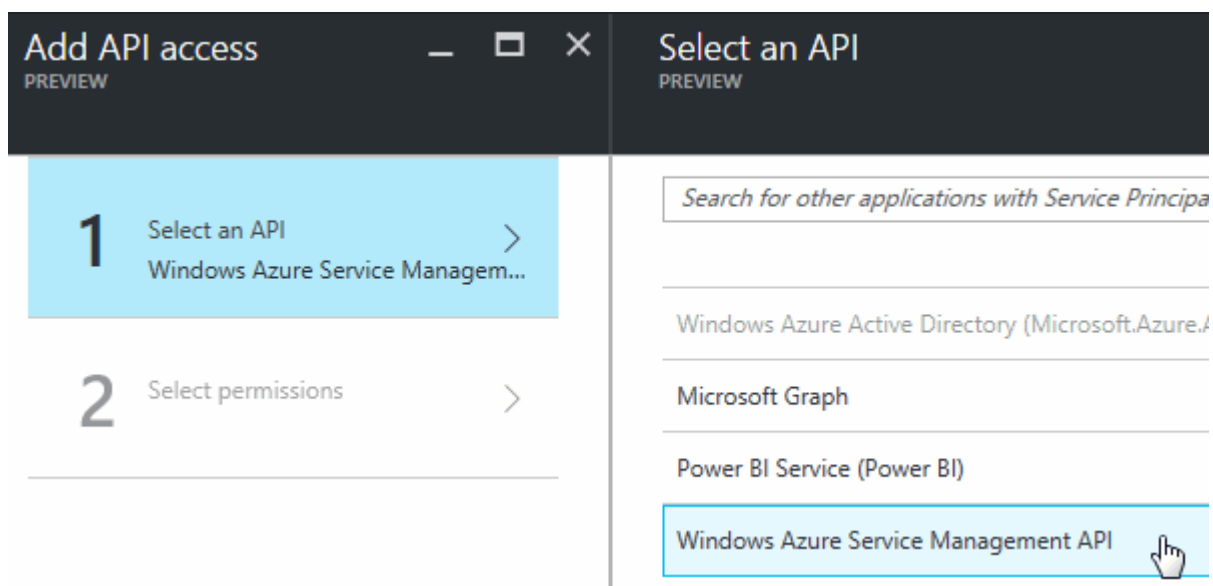 Add API access
PREVIEW
1
Select an API
Windows Azure Service Managem...
2
Select permissions
Select an API
PREVIEW
Search for other applications with Service Principa
Windows Azure Active Directory (Microsoft.Azure.A
Microsoft Graph
Power BI Service (Power BI)
Windows Azure Service Management API